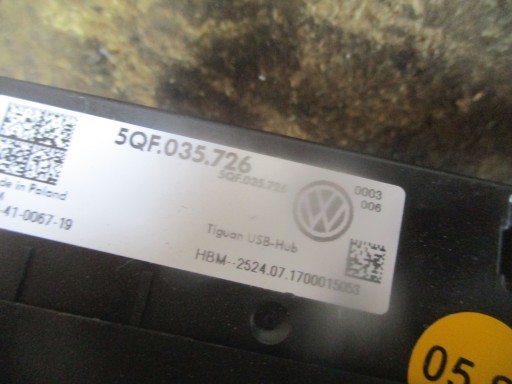 5QF.035.726
5QF.035.726
0003
006
de in Poland
41-0067-19
Tiguan USB-Hub
HBM--2524.07.1700015053
05.